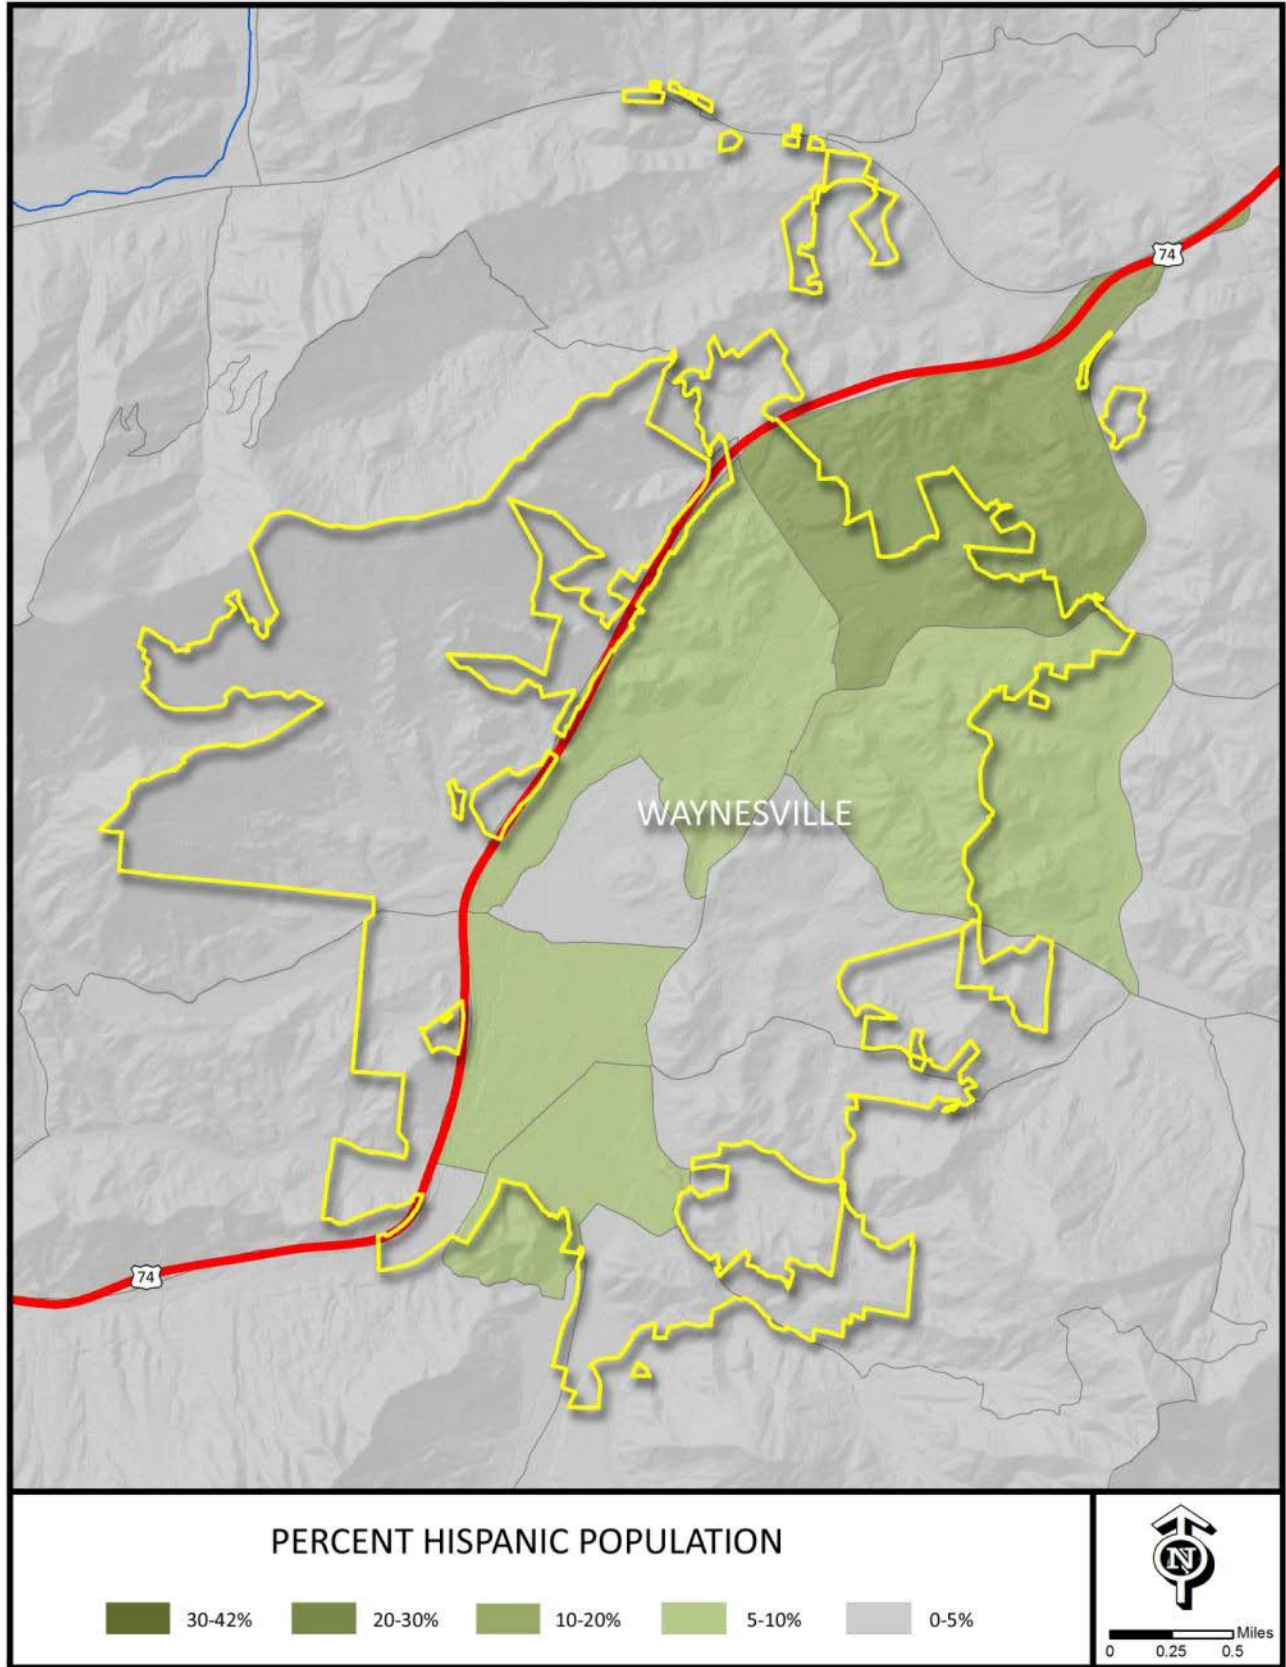 74
WAYNESVILLE
74
PERCENT HISPANIC POPULATION
30-42% 20-30% 10-20% 5-10% 0-5%
N
Miles
0 0.25 0.5